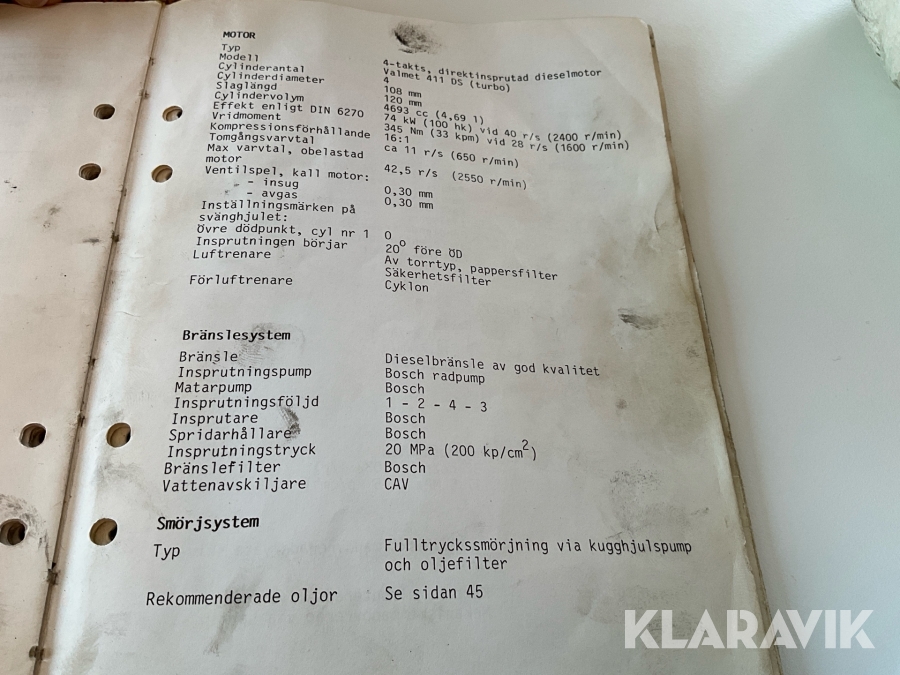 MOTOR
Typ 4-takts, direktinsprutad dieselmotor
Modell Valmet 411 DS (turbo)
Cylinderantal 4
Cylinderdiameter 108 mm
Slaglängd 120 mm
Cylindervolym 4693 cc (4,69 l)
Effekt enligt DIN 6270 74 kW (100 hk) vid 40 r/s (2400 r/min)
Vridmoment 345 Nm (33 kpm) vid 28 r/s (1600 r/min)
Kompressionsförhållande 16:1
Tomgångsvarvtal ca 11 r/s (650 r/min)
Max varvtal, obelastad
motor 42,5 r/s (2550 r/min)
Ventilspel, kall motor:
- insug 0,30 mm
- avgas 0,30 mm
Inställningsmärken på
svänghjulet:
övre dödpunkt, cyl nr 1 0
Insprutningen börjar 20° före ÖD
Luftrenare Av torrtyp, pappersfilter
Säkerhetsfilter
Förluftrenare Cyklon
Bränslesystem
Bränsle Dieselbränsle av god kvalitet
Insprutningspump Bosch radpump
Matarpump Bosch
Insprutningsföljd 1 - 2 - 4 - 3
Insprutare Bosch
Spridarhållare Bosch
Insprutningstryck 20 MPa (200 kp/cm²)
Bränslefilter Bosch
Vattenavskiljare CAV
Smörjsystem
Typ Fulltryckssmörjning via kugghjulspump
och oljefilter
Rekommenderade oljor Se sidan 45
KLARAVIK